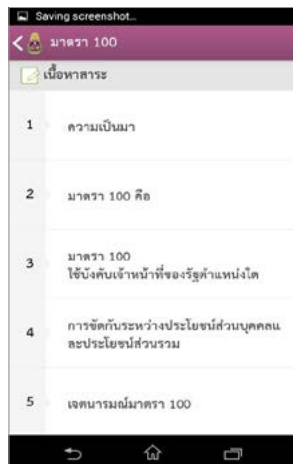 Saving screenshot...
มาตรา 100
เนื้อหาสาระ
1 ความเป็นมา
2 มาตรา 100 คือ
3 มาตรา 100
ใช้บังคับเจ้าหน้าที่ของรัฐตำแหน่งใด
4 การขัดกันระหว่างประโยชน์ส่วนบุคคลแ
ละประโยชน์ส่วนรวม
5 เจตนารมณ์มาตรา 100